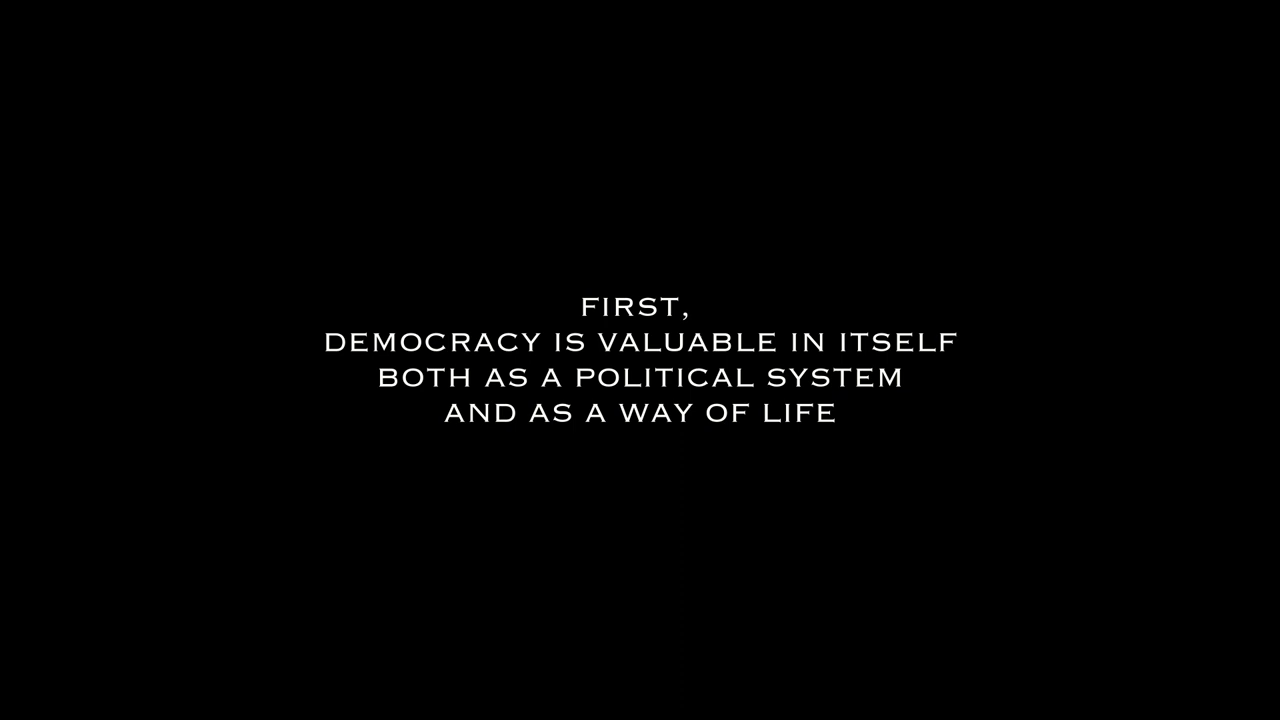 FIRST,
DEMOCRACY IS VALUABLE IN ITSELF
BOTH AS A POLITICAL SYSTEM
AND AS A WAY OF LIFE